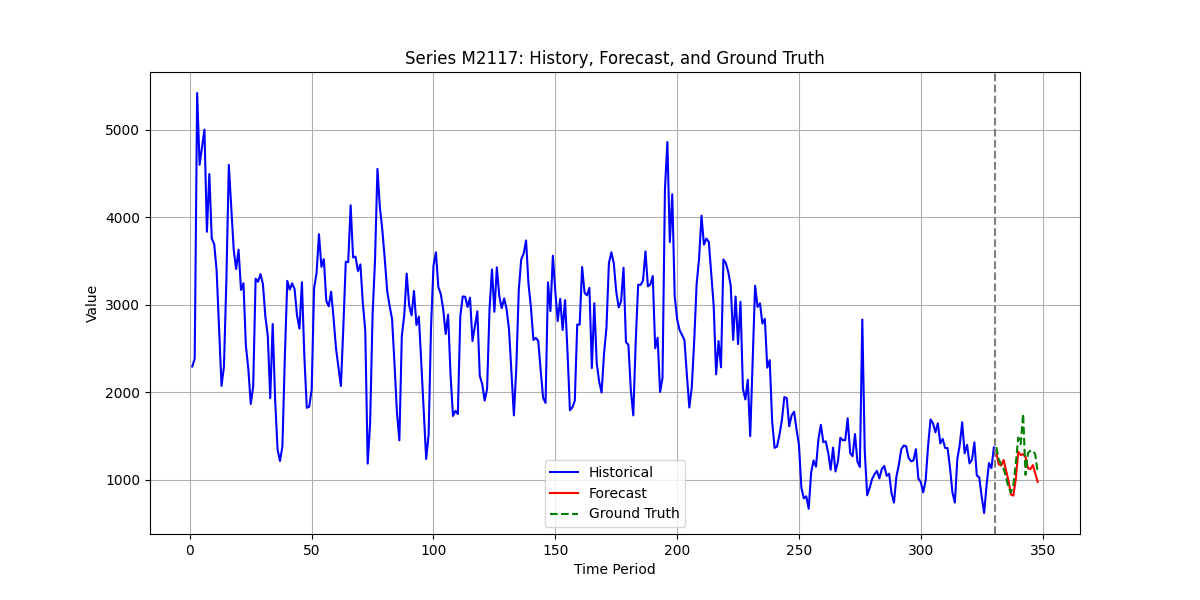 Series M2117: History, Forecast, and Ground Truth
Value
5000
4000
3000
2000
1000
Historical
Forecast
Ground Truth
0
50
100
150
200
250
300
350
Time Period